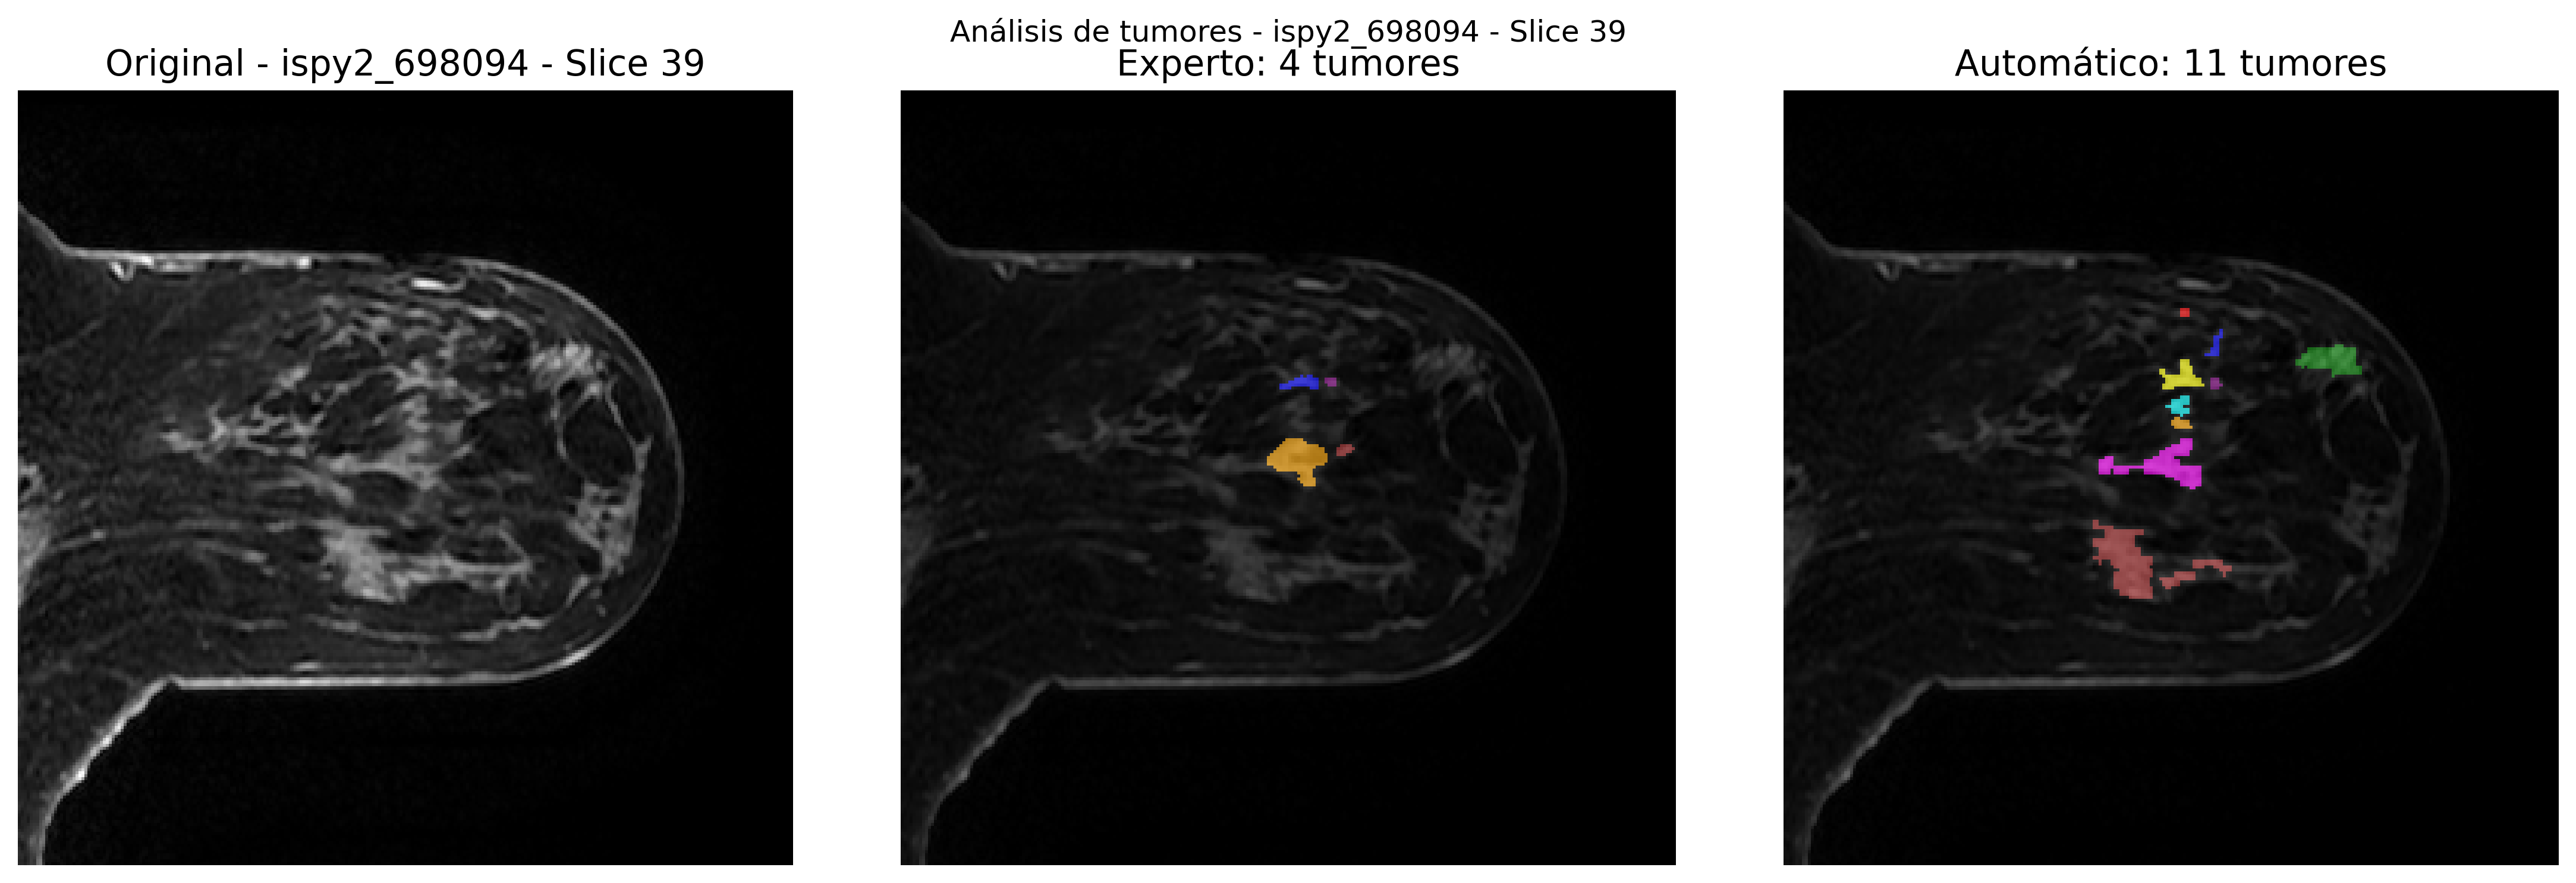 Análisis de tumores - ispy2_698094 - Slice 39
Original - ispy2_698094 - Slice 39
Experto: 4 tumores
Automático: 11 tumores